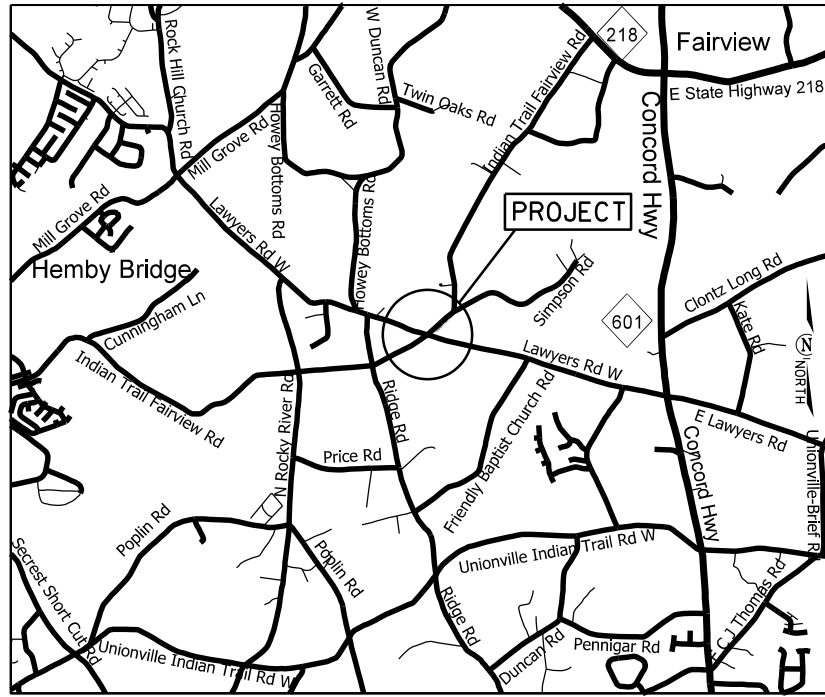 218
Fairview
E State Highway 218
Rock Hill Church Rd
Garrett Rd
W Duncan Rd
Twin Oaks Rd
Indian Trail Fairview Rd
Concord Hwy
Mill Grove Rd
Howey Bottoms Rd
Howey Bottoms Rd
PROJECT
Mill Grove Rd
Lawyers Rd W
Hemby Bridge
Simpson Rd
Clontz Long Rd
Cunningham Ln
601
Kate Rd
N
NORTH
Lawyers Rd W
Indian Trail Fairview Rd
N Rocky River Rd
Ridge Rd
Friendly Baptist Church Rd
E Lawyers Rd
Concord Hwy
Price Rd
Poplin Rd
Poplin Rd
Unionville Indian Trail Rd W
Secrest Short Cut Rd
Ridge Rd
C J Thomas Rd
Duncan Rd
Pennigar Rd
Unionville Indian Trail Rd W